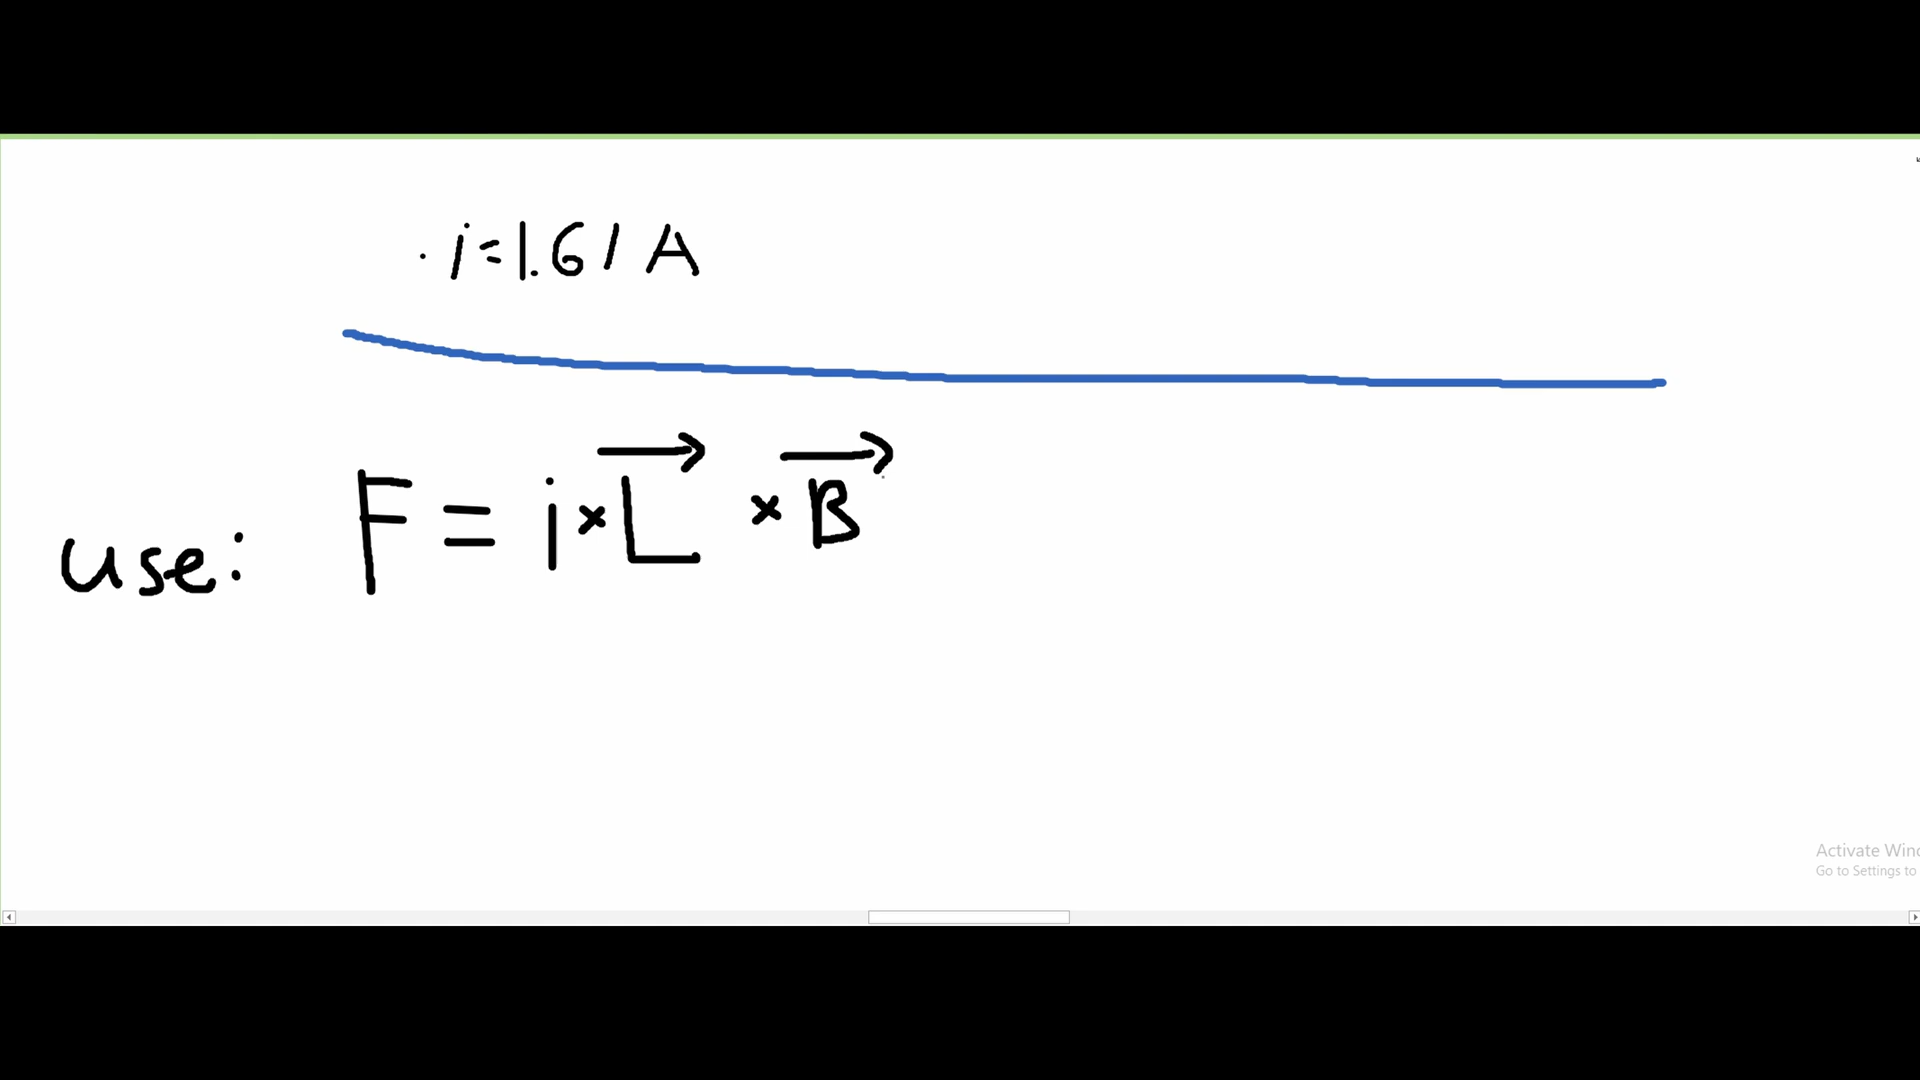 . i=1.61 A
use: F = i × L × B
Activate Winc
Go to Settings to